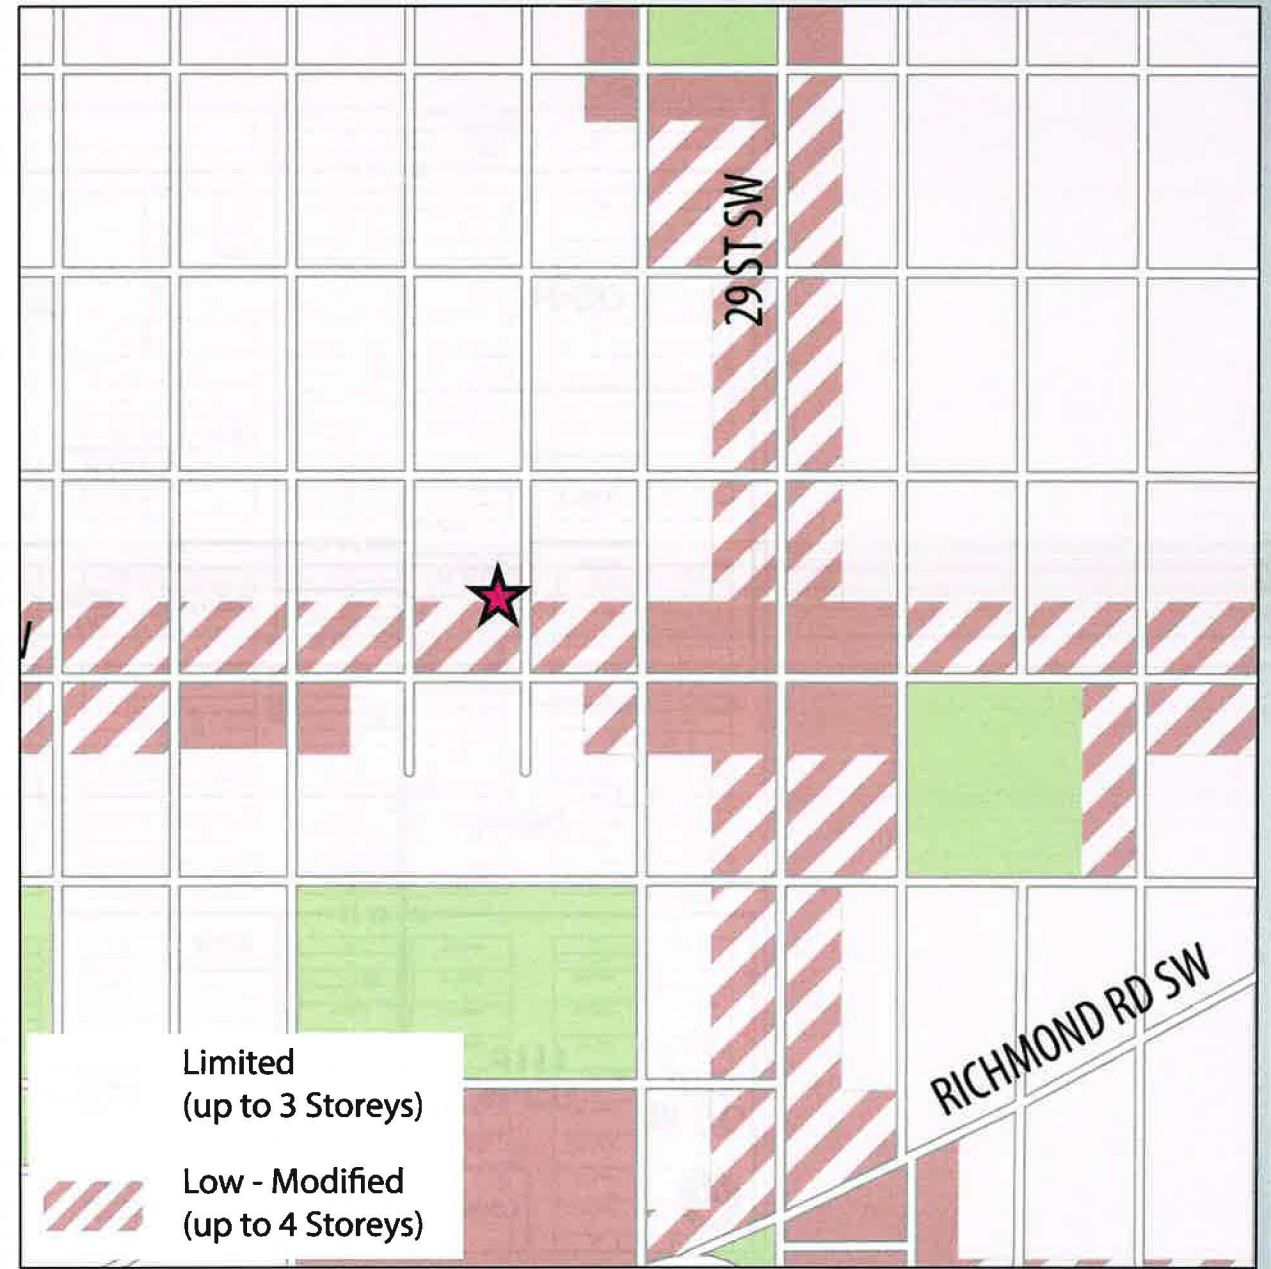 29 ST SW
RICHMOND RD SW
Limited
(up to 3 Storeys)
Low - Modified
(up to 4 Storeys)